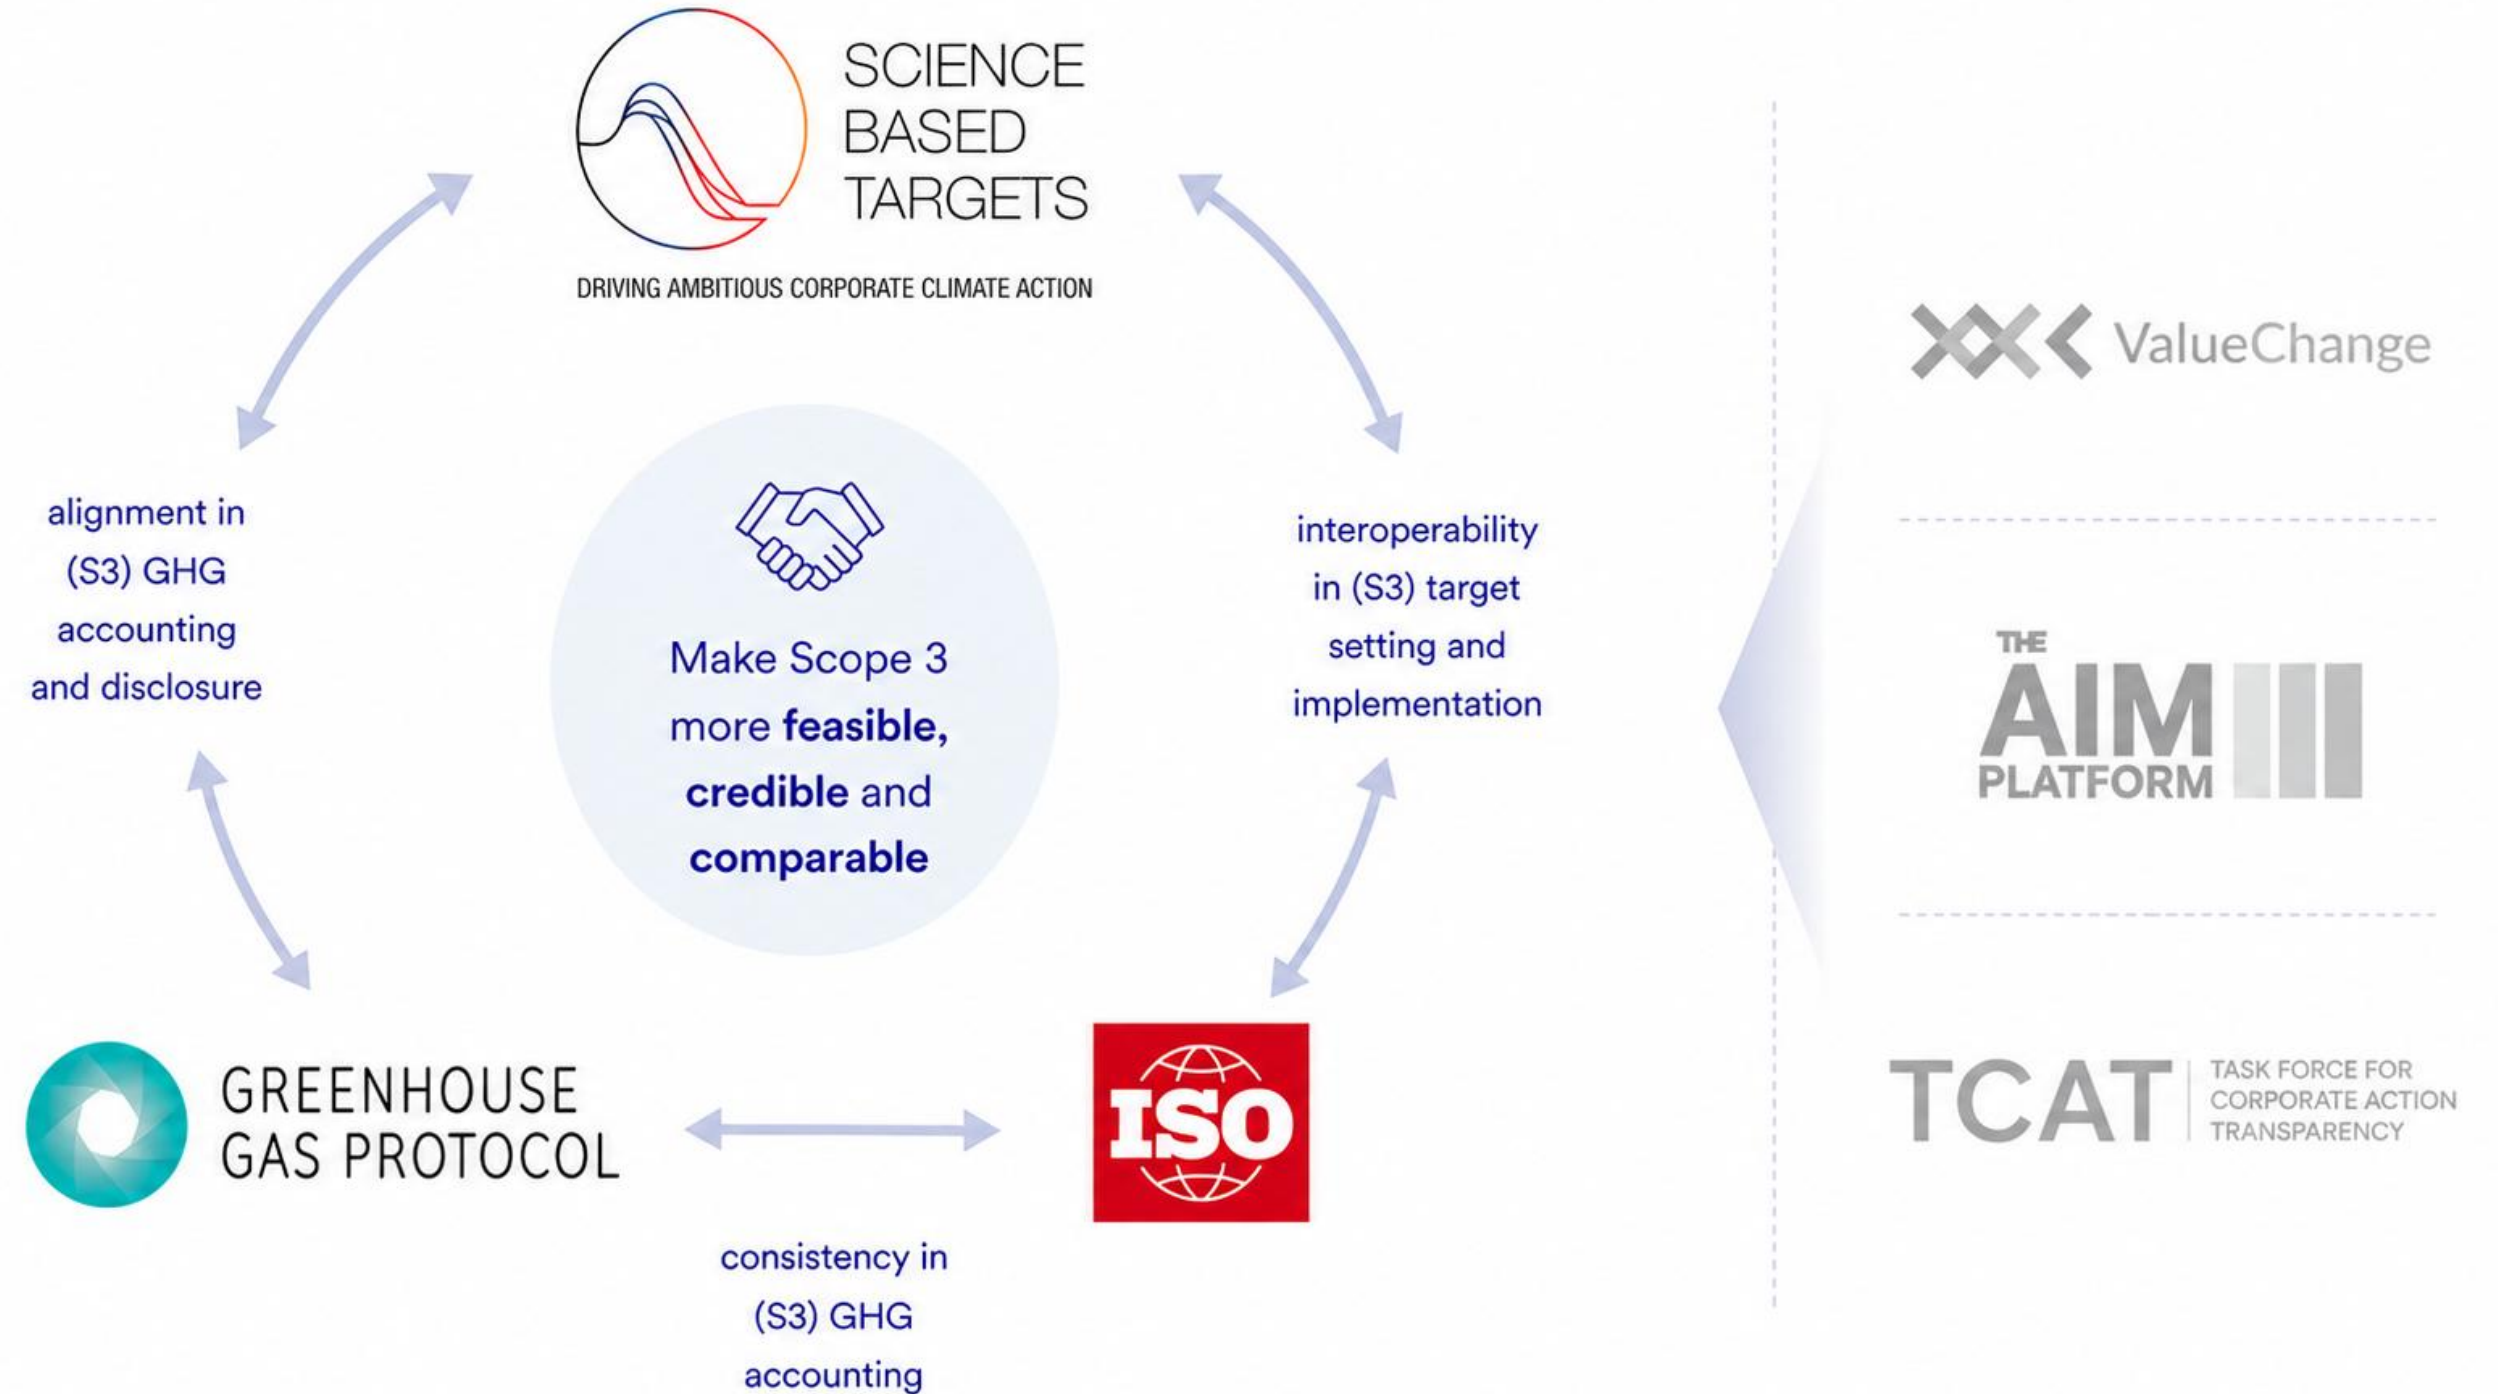 SCIENCE
BASED
TARGETS
DRIVING AMBITIOUS CORPORATE CLIMATE ACTION
alignment in
(S3) GHG
accounting
and disclosure
Make Scope 3
more feasible,
credible and
comparable
interoperability
in (S3) target
setting and
implementation
GREENHOUSE
GAS PROTOCOL
ISO
consistency in
(S3) GHG
accounting
ValueChange
THE
AIM
PLATFORM
TCAT
TASK FORCE FOR
CORPORATE ACTION
TRANSPARENCY